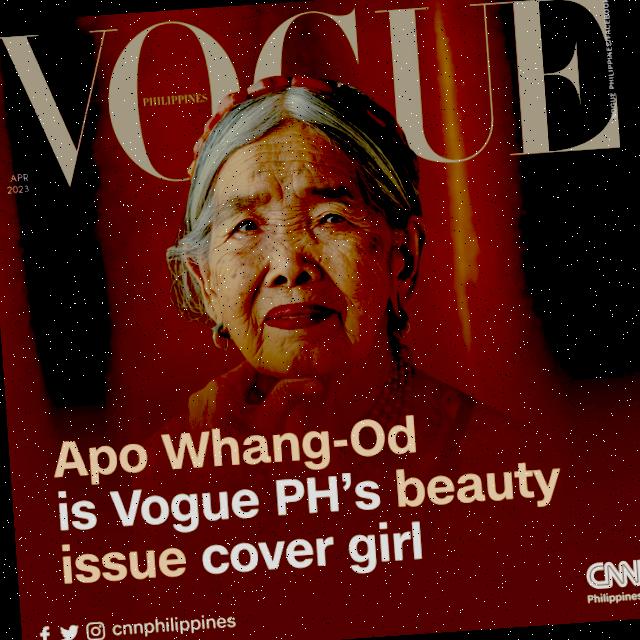 VOGUE
PHILIPPINES
APR
2023
Apo Whang-Od
is Vogue PH's beauty
issue cover girl
CNN
Philippines
cnnphilippines